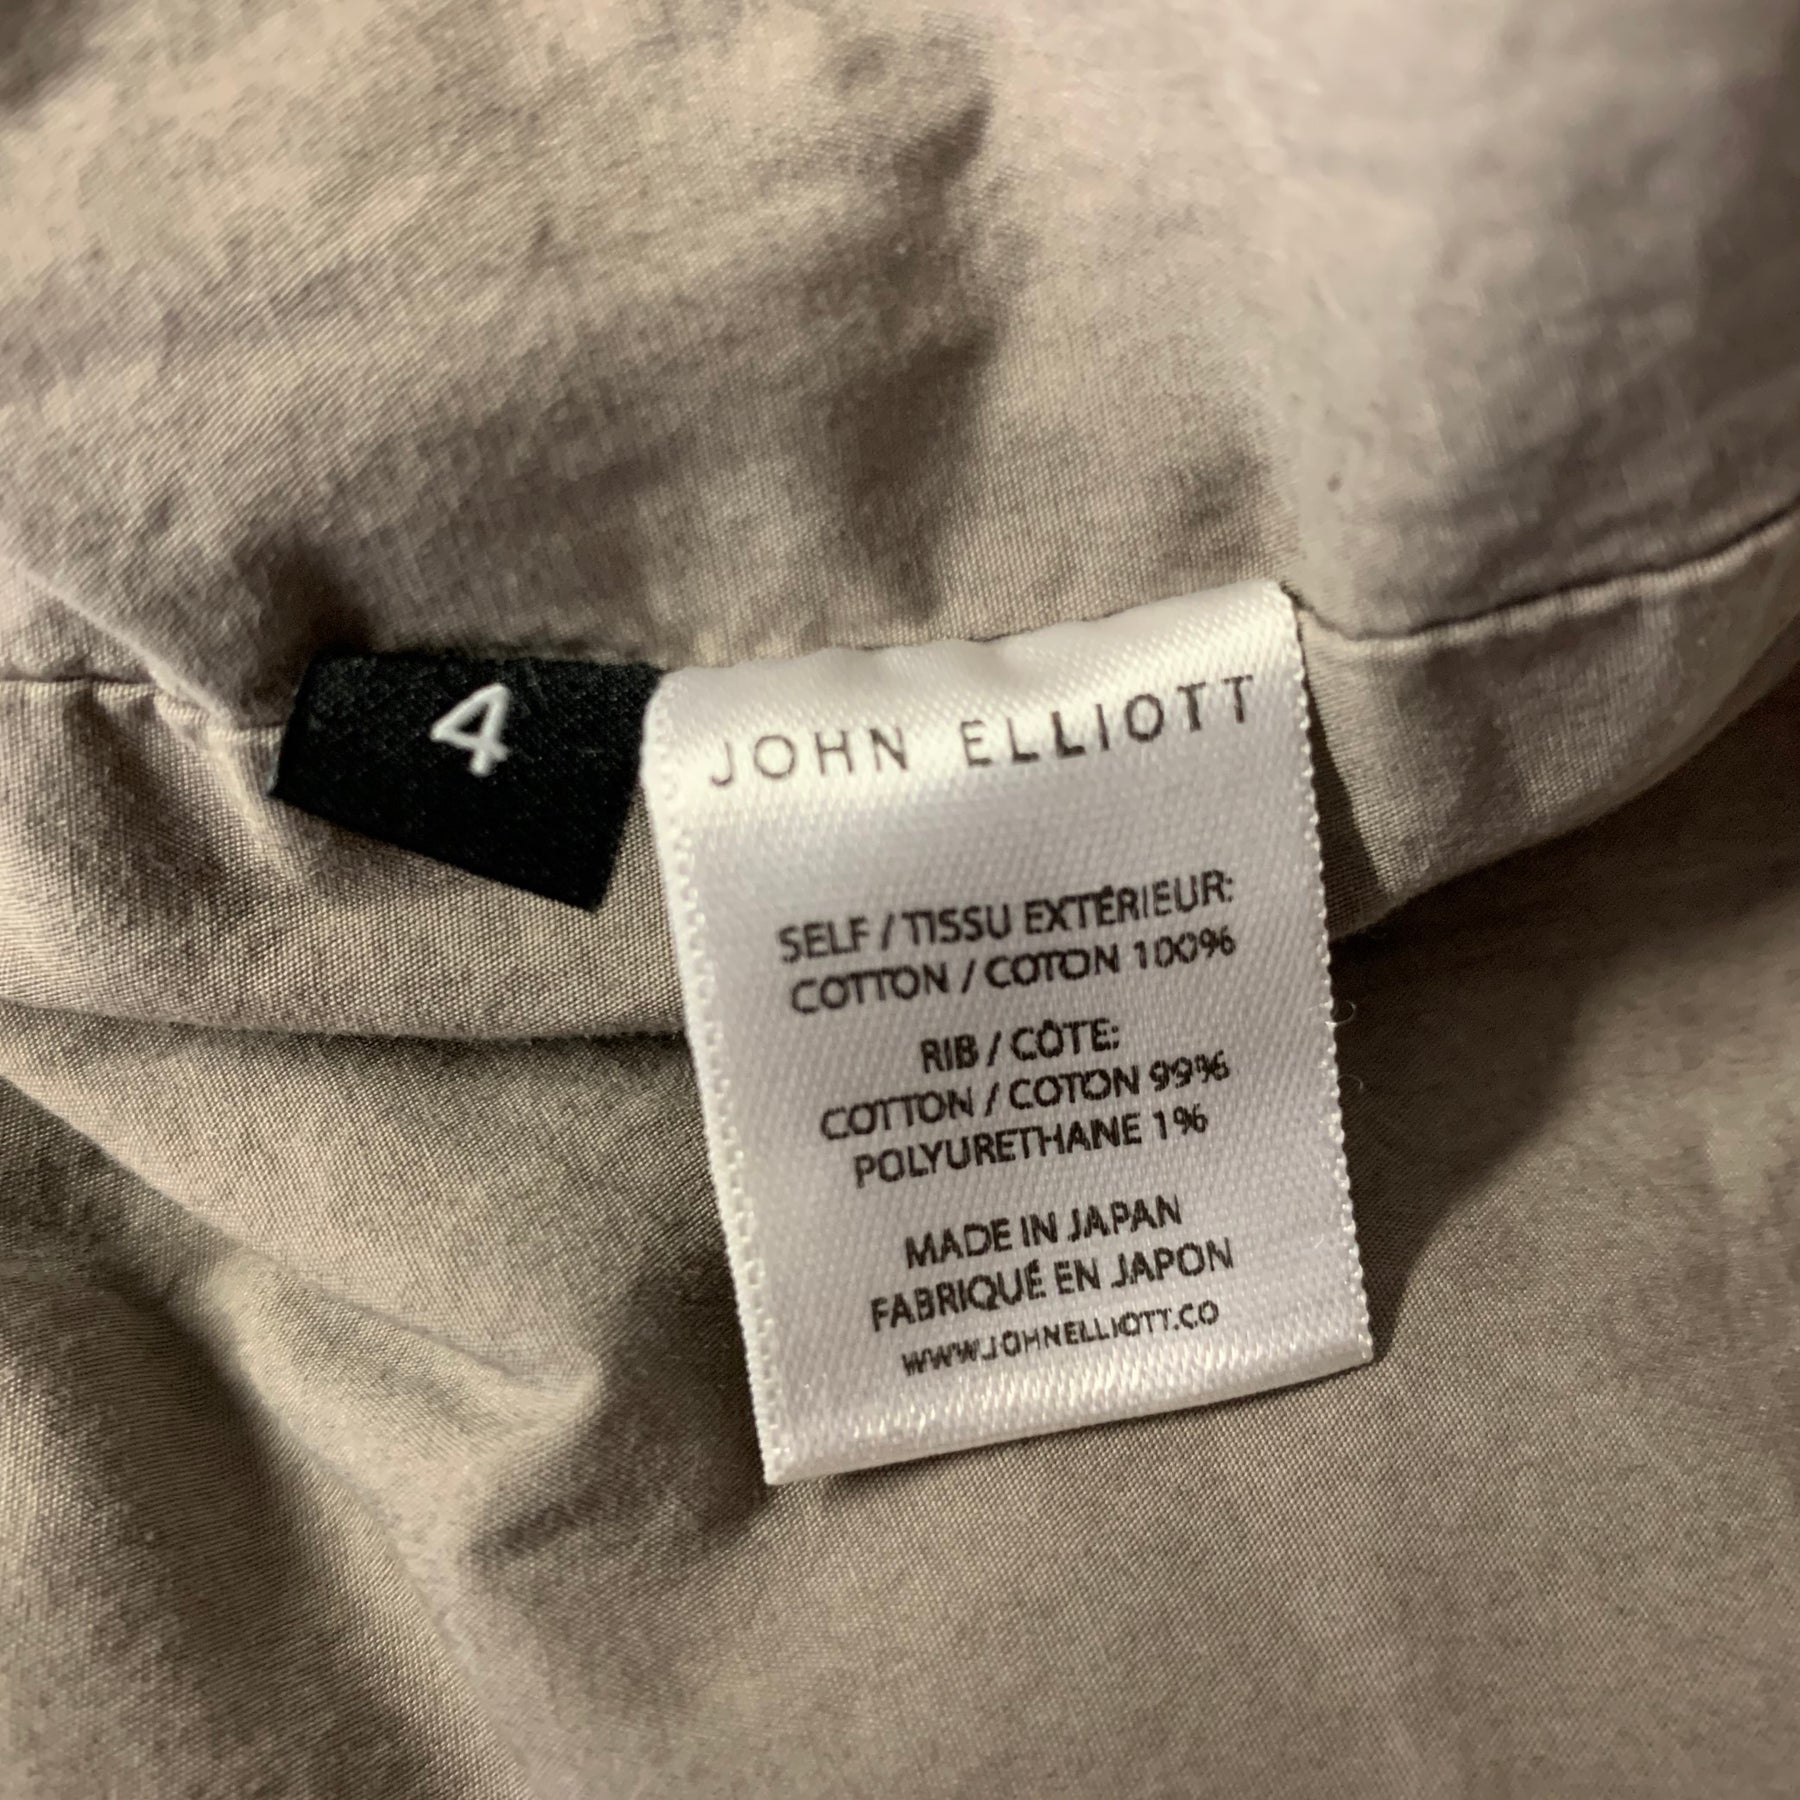 4
JOHN ELLIOTT
SELF / TISSU EXTÉRIEUR:
COTTON / COTON 100%
RIB / CÔTE:
COTTON / COTON 99%
POLYURETHANE 1%
MADE IN JAPAN
FABRIQUÉ EN JAPON
WWW.JOHNELLIOTT.CO